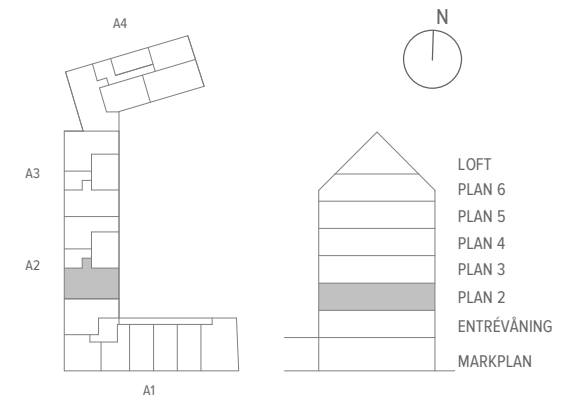 A4
N
A3
A2
A1
LOFT
PLAN 6
PLAN 5
PLAN 4
PLAN 3
PLAN 2
ENTRÉVÅNING
MARKPLAN